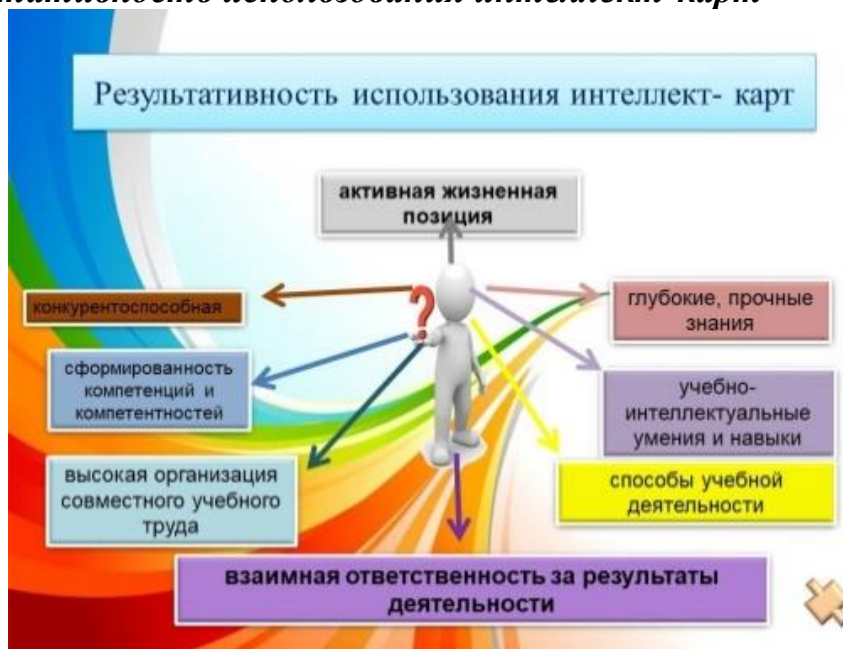 использования интеллект-карт
Результативность использования интеллект- карт
активная жизненная
позиция
конкурентоспособная
глубокие, прочные
знания
сформированность
компетенций и
компетентностей
учебно-
интеллектуальные
умения и навыки
высокая организация
совместного учебного
труда
способы учебной
деятельности
взаимная ответственность за результаты
деятельности
?